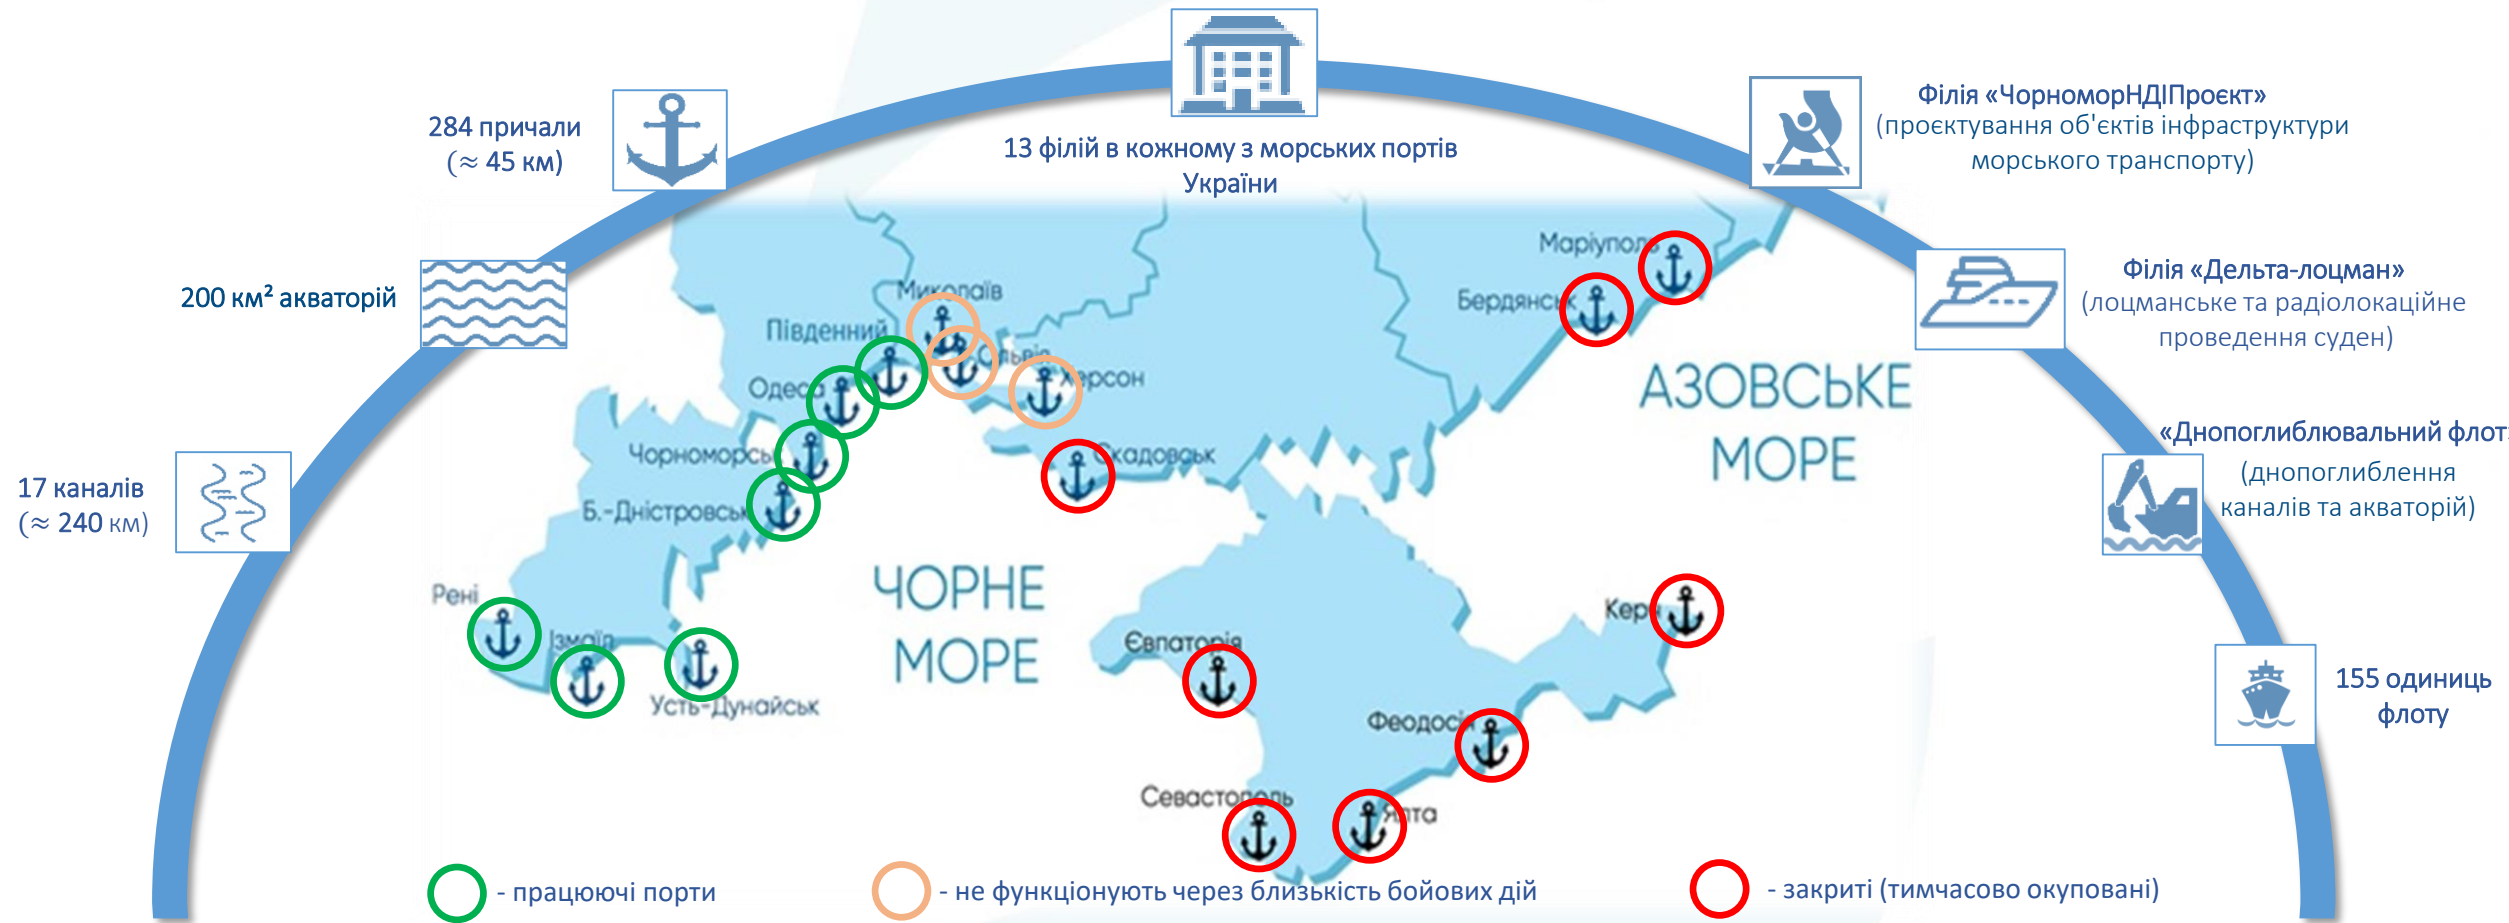 284 причали
(≈ 45 км)
13 філій в кожному з морських портів
України
Філія «ЧорноморНДІПроєкт»
(проєктування об'єктів інфраструктури
морського транспорту)
200 км² акваторій
Філія «Дельта-лоцман»
(лоцманське та радіолокаційне
проведення суден)
17 каналів
(≈ 240 км)
«Днопоглиблювальний флот»
(днопоглиблення
каналів та акваторій)
155 одиниць
флоту
Маріуполь
Бердянськ
Миколаїв
Південний
Ольвія
Херсон
Одеса
АЗОВСЬКЕ
МОРЕ
Чорноморськ
Скадовськ
Б.-Дністровськ
ЧОРНЕ
МОРЕ
Рені
Ізмаїл
Усть-Дунайськ
Керч
Євпаторія
Феодосія
Севастополь
Ялта
- працюючі порти
- не функціонують через близькість бойових дій
- закриті (тимчасово окуповані)